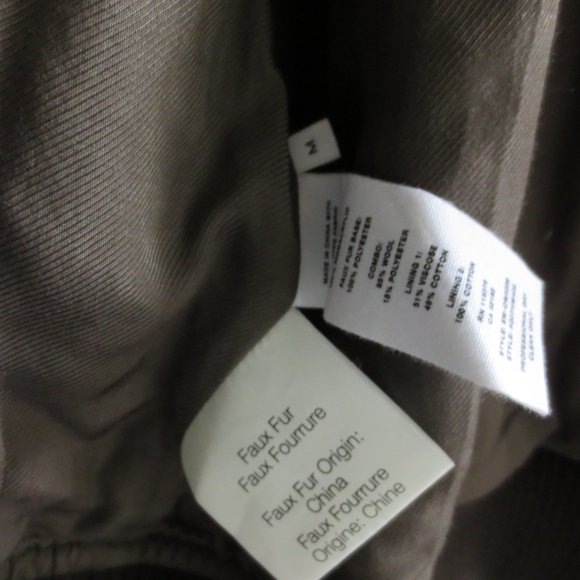 M
MADE IN CHINA WITH
FAUX FUR BASE:
100% POLYESTER
COMBO:
85% WOOL
15% POLYESTER
LINING 1:
51% VISCOSE
49% COTTON
LINING 2:
100% COTTON
PROFESSIONAL DRY
CLEAN ONLY
Faux Fur
Faux Fourrure
Faux Fur Origin:
China
Faux Fourrure
Origine: Chine